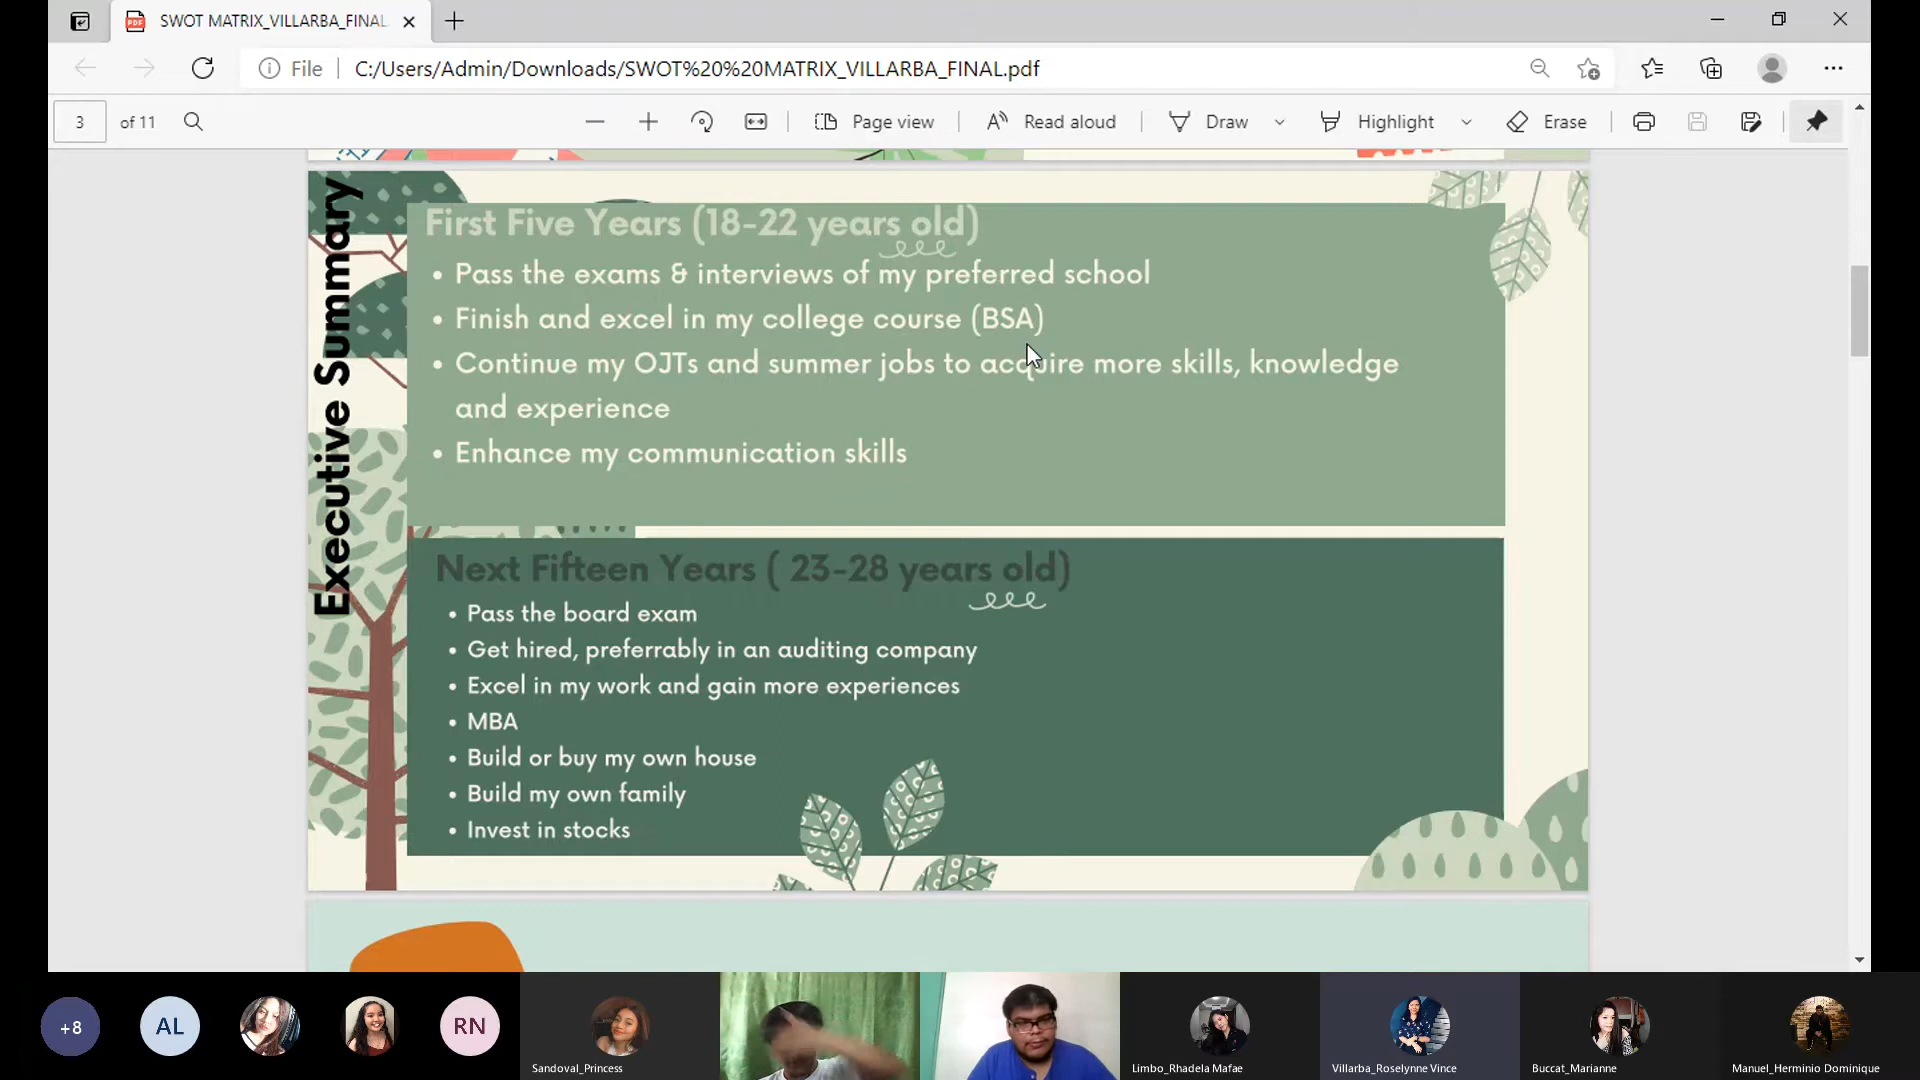 SWOT MATRIX_VILLARBA_FINAL
File
C:/Users/Admin/Downloads/SWOT%20%20MATRIX_VILLARBA_FINAL.pdf
3 of 11
Page view
Read aloud
Draw
Highlight
Erase
Executive Summary
First Five Years (18-22 years old)
• Pass the exams & interviews of my preferred school
• Finish and excel in my college course (BSA)
• Continue my OJTs and summer jobs to acquire more skills, knowledge
and experience
• Enhance my communication skills
Next Fifteen Years ( 23-28 years old)
• Pass the board exam
• Get hired, preferrably in an auditing company
• Excel in my work and gain more experiences
• MBA
• Build or buy my own house
• Build my own family
• Invest in stocks
+8
AL
RN
Sandoval_Princess
Limbo_Rhadela Mafae
Villarba_Roselynne Vince
Buccat_Marianne
Manuel_Herminio Dominique